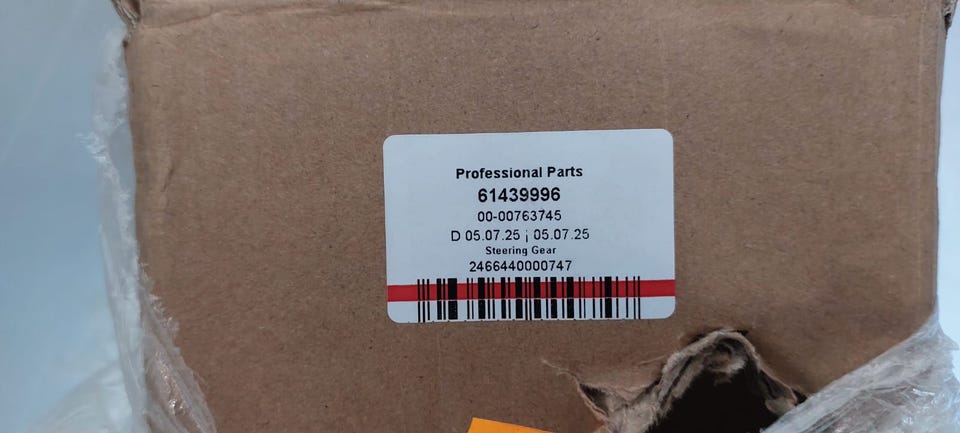 Professional Parts
61439996
00-00763745
D 05.07.25 ¡ 05.07.25
Steering Gear
2466440000747